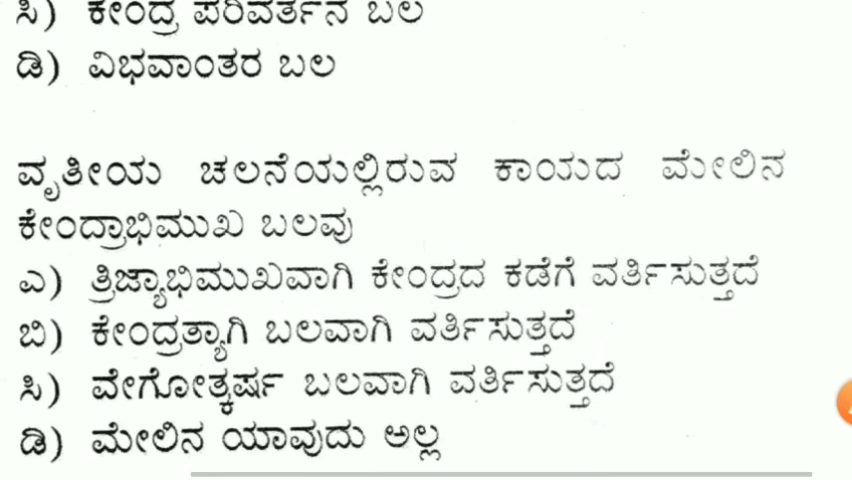 ಸಿ) ಕೇಂದ್ರ ಪರಿವರ್ತನ ಬಲ
ಡಿ) ವಿಭವಾಂತರ ಬಲ
ವೃತೀಯ ಚಲನೆಯಲ್ಲಿರುವ ಕಾಯದ ಮೇಲಿನ
ಕೇಂದ್ರಾಭಿಮುಖ ಬಲವು
ಎ) ತ್ರಿಜ್ಯಾಭಿಮುಖವಾಗಿ ಕೇಂದ್ರದ ಕಡೆಗೆ ವರ್ತಿಸುತ್ತದೆ
ಬಿ) ಕೇಂದ್ರತ್ಯಾಗಿ ಬಲವಾಗಿ ವರ್ತಿಸುತ್ತದೆ
ಸಿ) ವೇಗೋತ್ಕರ್ಷ ಬಲವಾಗಿ ವರ್ತಿಸುತ್ತದೆ
ಡಿ) ಮೇಲಿನ ಯಾವುದು ಅಲ್ಲ